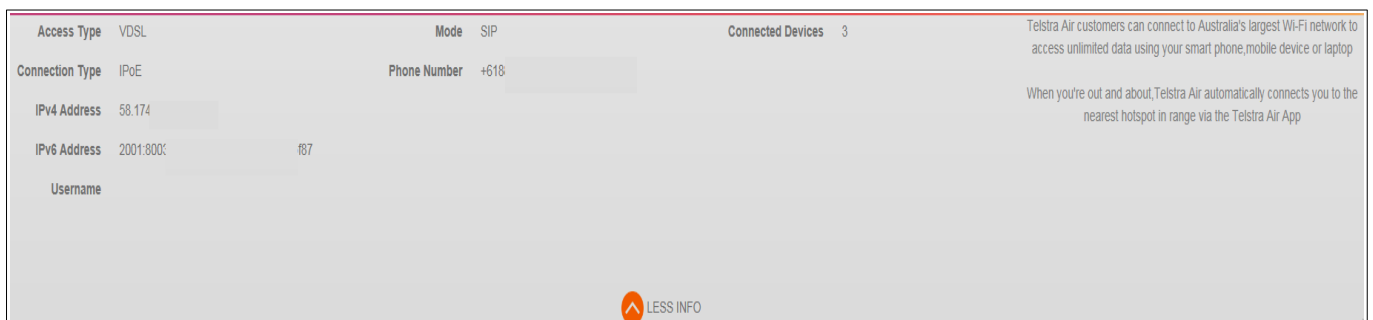 Access Type VDSL
Connection Type IPoE
IPv4 Address 58.174
IPv6 Address 2001:8003 f87
Username
Mode SIP
Phone Number +618
Connected Devices 3
Telstra Air customers can connect to Australia's largest Wi-Fi network to
access unlimited data using your smart phone,mobile device or laptop
When you're out and about,Telstra Air automatically connects you to the
nearest hotspot in range via the Telstra Air App
LESS INFO